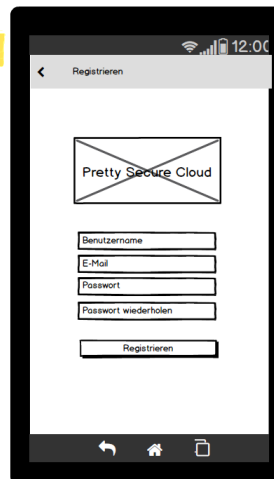 12:00
Registrieren
Pretty Secure Cloud
Benutzername
E-Mail
Passwort
Passwort wiederholen
Registrieren